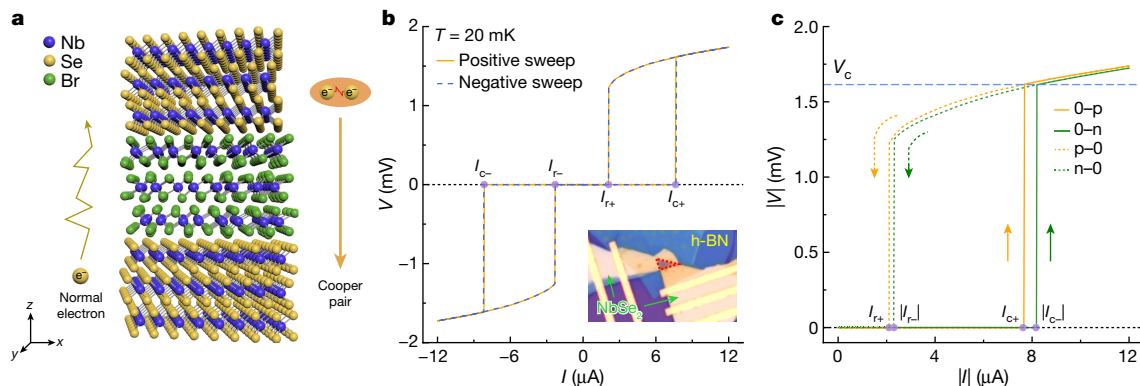 a
Nb
Se
Br
e⁻
Normal
electron
z
y
x
e⁻ e⁻
Cooper
pair
b
T = 20 mK
Positive sweep
Negative sweep
V (mV)
2
1
0
−1
−2
I_c−
I_r−
I_r+
I_c+
h-BN
NbSe₂
−12
−6
0
6
12
I (μA)
c
V_c
|V| (mV)
2.0
1.5
1.0
0.5
0
0–p
0–n
p–0
n–0
I_r+
|I_r−|
I_c+
|I_c−|
0
4
8
12
|I| (μA)